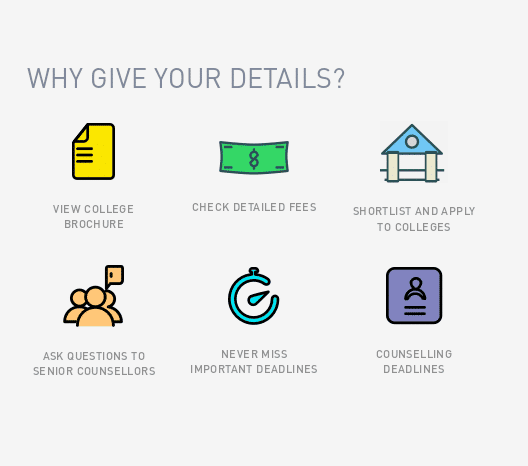 WHY GIVE YOUR DETAILS?
VIEW COLLEGE
BROCHURE
CHECK DETAILED FEES
SHORTLIST AND APPLY
TO COLLEGES
ASK QUESTIONS TO
SENIOR COUNSELLORS
NEVER MISS
IMPORTANT DEADLINES
COUNSELLING
DEADLINES